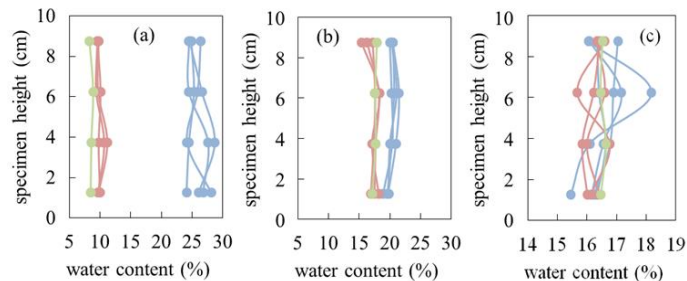 10
8
6
4
2
0
specimen height (cm)
(a)
5 10 15 20 25 30
water content (%)
10
8
6
4
2
0
specimen height (cm)
(b)
5 10 15 20 25 30
water content (%)
10
8
6
4
2
0
specimen height (cm)
(c)
14 15 16 17 18 19
water content (%)